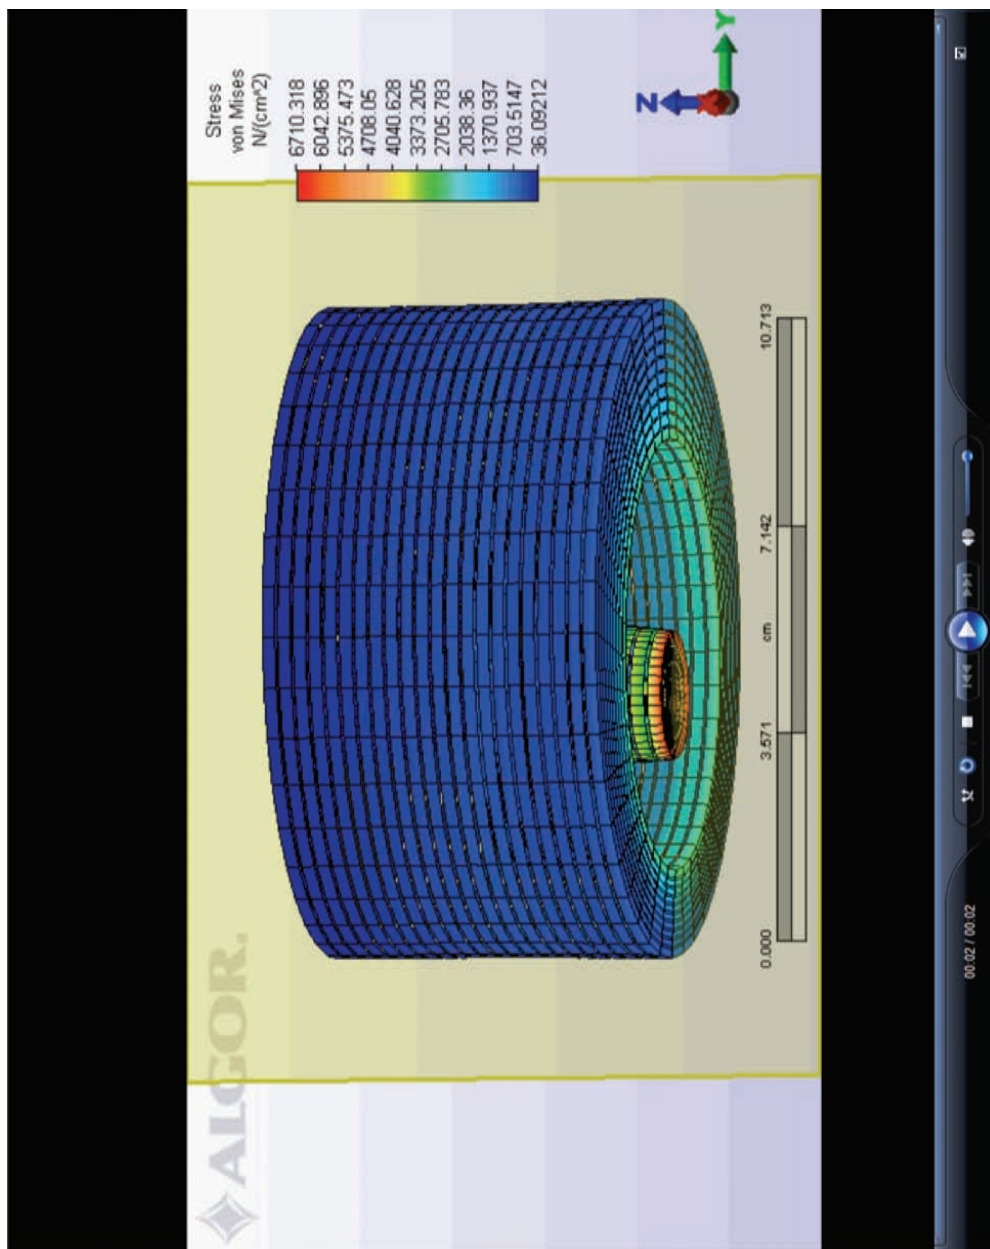 Stress
von Mises
N/(cm^2)
6710.318
6042.896
5375.473
4708.05
4040.628
3373.205
2705.783
2038.36
1370.937
703.5147
36.09212
Z
Y
ALGOR.
0.000
3.571
cm
7.142
10.713
00:02 / 00:02